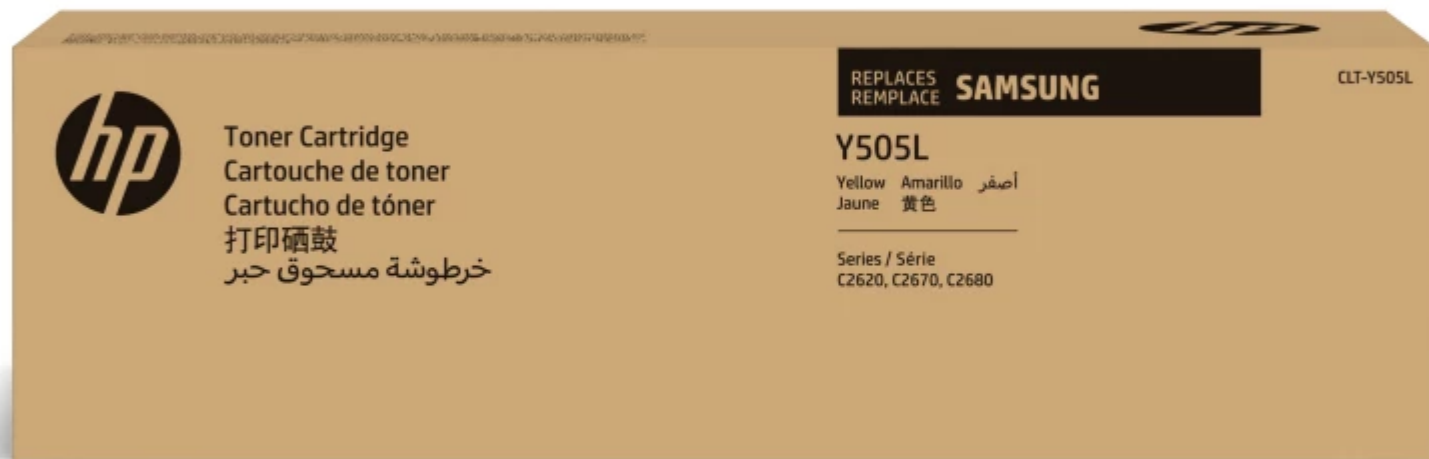 hp
Toner Cartridge
Cartouche de toner
Cartucho de tóner
打印硒鼓
خرطوشة مسحوق حبر
REPLACES
REMPLACE SAMSUNG
CLT-Y505L
Y505L
Yellow Amarillo أصفر
Jaune 黄色
Series / Série
C2620, C2670, C2680